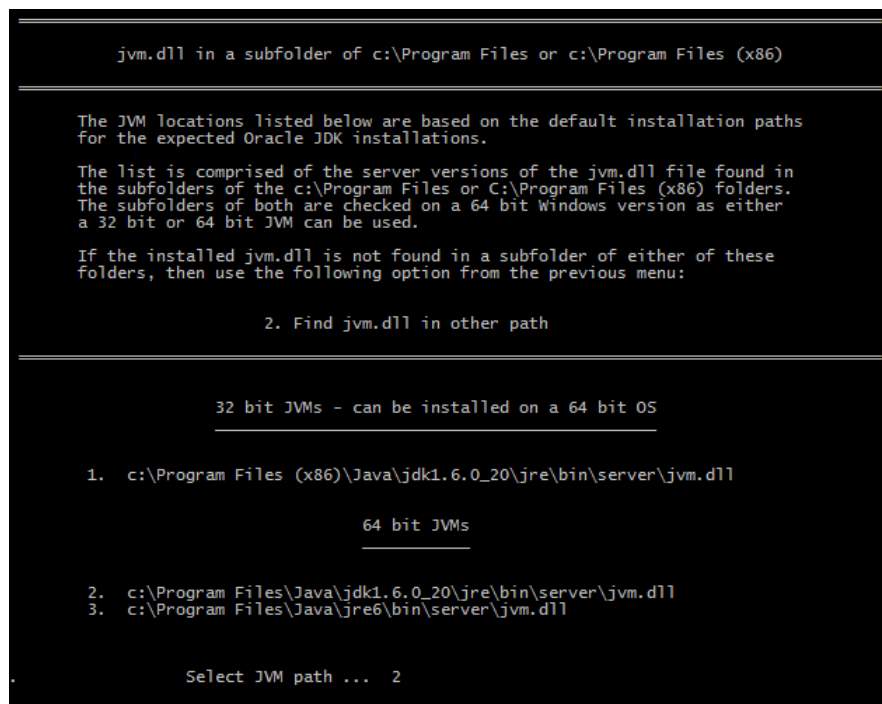 jvm.dll in a subfolder of c:\Program Files or c:\Program Files (x86)
The JVM locations listed below are based on the default installation paths
for the expected Oracle JDK installations.
The list is comprised of the server versions of the jvm.dll file found in
the subfolders of the c:\Program Files or C:\Program Files (x86) folders.
The subfolders of both are checked on a 64 bit Windows version as either
a 32 bit or 64 bit JVM can be used.
If the installed jvm.dll is not found in a subfolder of either of these
folders, then use the following option from the previous menu:
2. Find jvm.dll in other path
32 bit JVMs - can be installed on a 64 bit OS
1. c:\Program Files (x86)\Java\jdk1.6.0_20\jre\bin\server\jvm.dll
64 bit JVMs
2. c:\Program Files\Java\jdk1.6.0_20\jre\bin\server\jvm.dll
3. c:\Program Files\Java\jre6\bin\server\jvm.dll
. Select JVM path ... 2